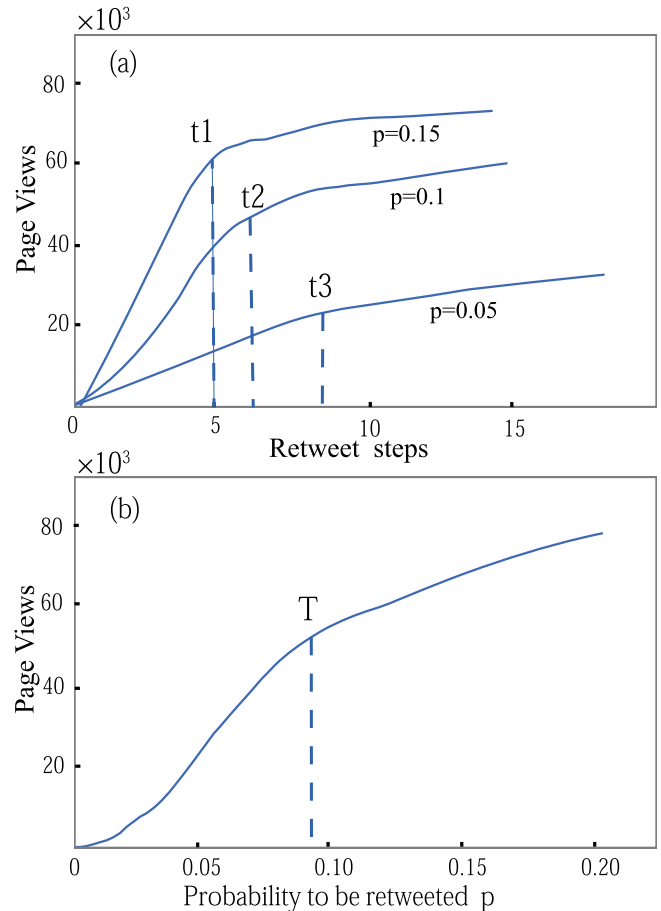 ×10³
(a)
80
60
40
20
0
5
10
15
t1
t2
t3
p=0.15
p=0.1
p=0.05
Page Views
Retweet steps
×10³
(b)
80
60
40
20
0
0.05
0.10
0.15
0.20
T
Page Views
Probability to be retweeted p